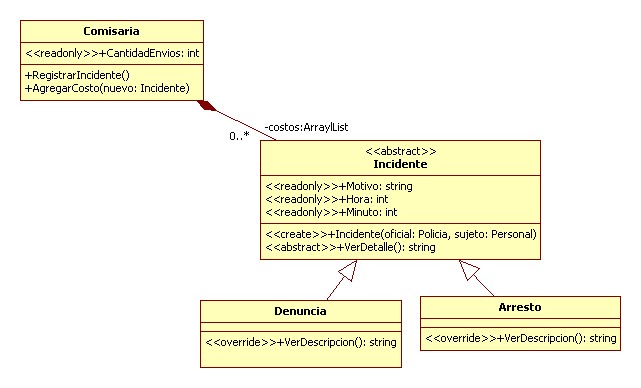 Comisaria
<<readonly>>+CantidadEnvios: int
+RegistrarIncidente()
+AgregarCosto(nuevo: Incidente)
-costos:ArraylList
0..*
<<abstract>>
Incidente
<<readonly>>+Motivo: string
<<readonly>>+Hora: int
<<readonly>>+Minuto: int
<<create>>+Incidente(oficial: Policia, sujeto: Personal)
<<abstract>>+VerDetalle(): string
Denuncia
<<override>>+VerDescripcion(): string
Arresto
<<override>>+VerDescripcion(): string